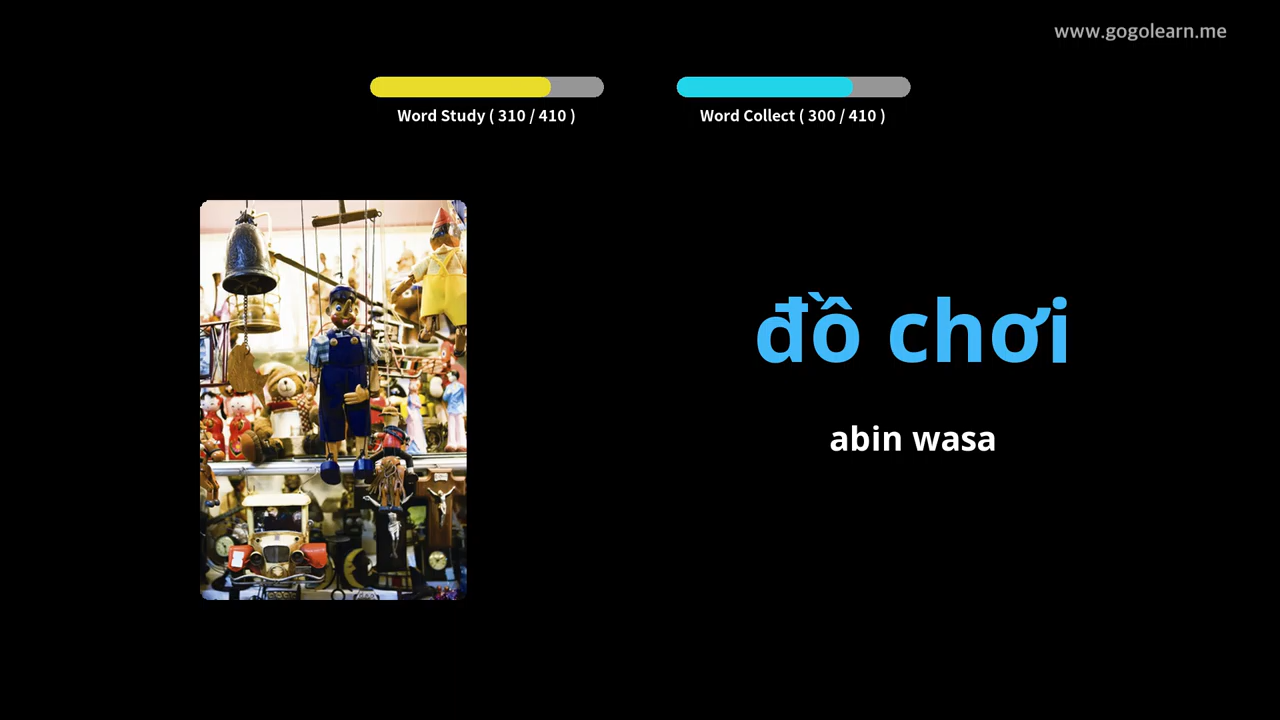 www.gogolearn.me
Word Study ( 310 / 410 )
Word Collect ( 300 / 410 )
đồ chơi
abin wasa